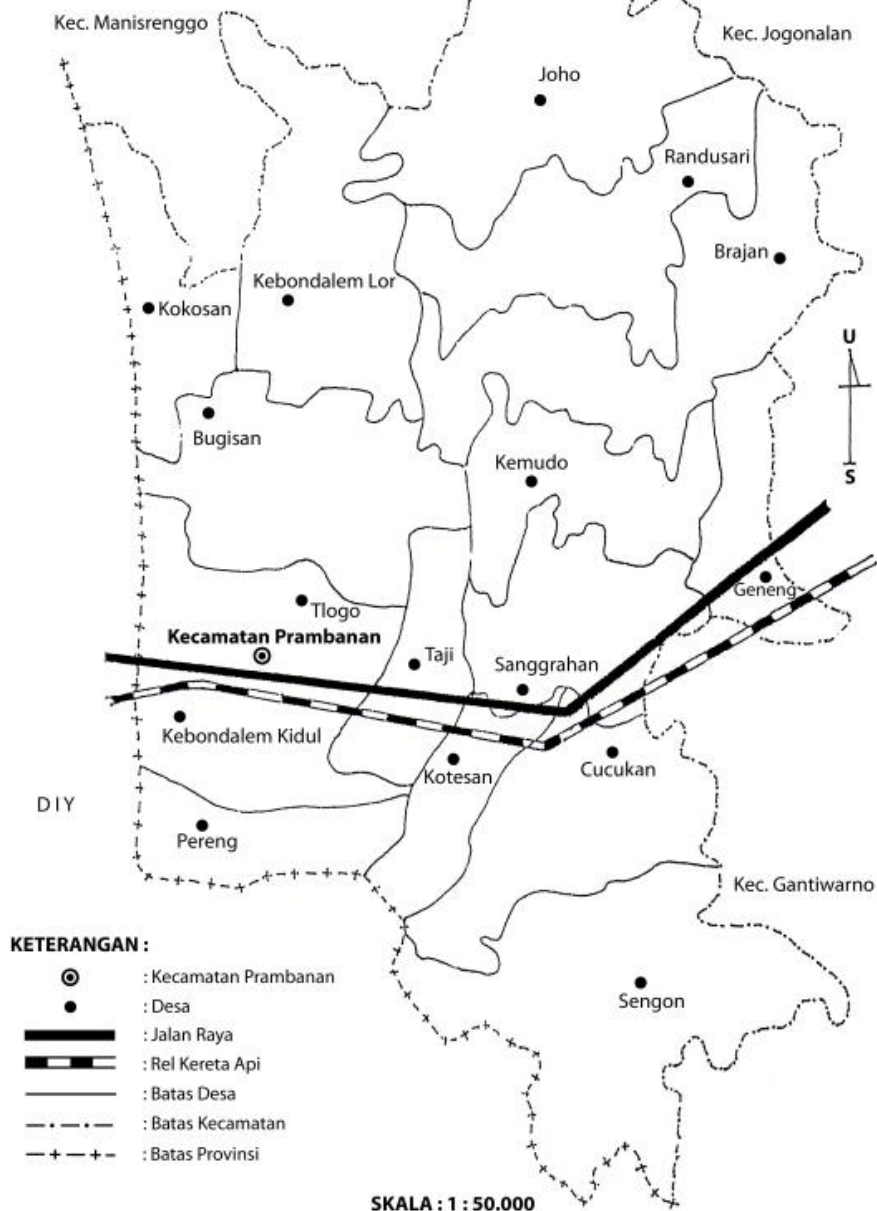 Kec. Manisrenggo
Kec. Jogonalan
Joho
Randusari
Brajan
Kebondalem Lor
Kokosan
U
S
Bugisan
Kemudo
Geneng
Tlogo
Kecamatan Prambanan
Taji
Sanggrahan
Kebondalem Kidul
Kotesan
Cucukan
DIY
Pereng
Kec. Gantiwarno
Sengon
KETERANGAN :
: Kecamatan Prambanan
: Desa
: Jalan Raya
: Rel Kereta Api
: Batas Desa
: Batas Kecamatan
: Batas Provinsi
SKALA : 1 : 50.000